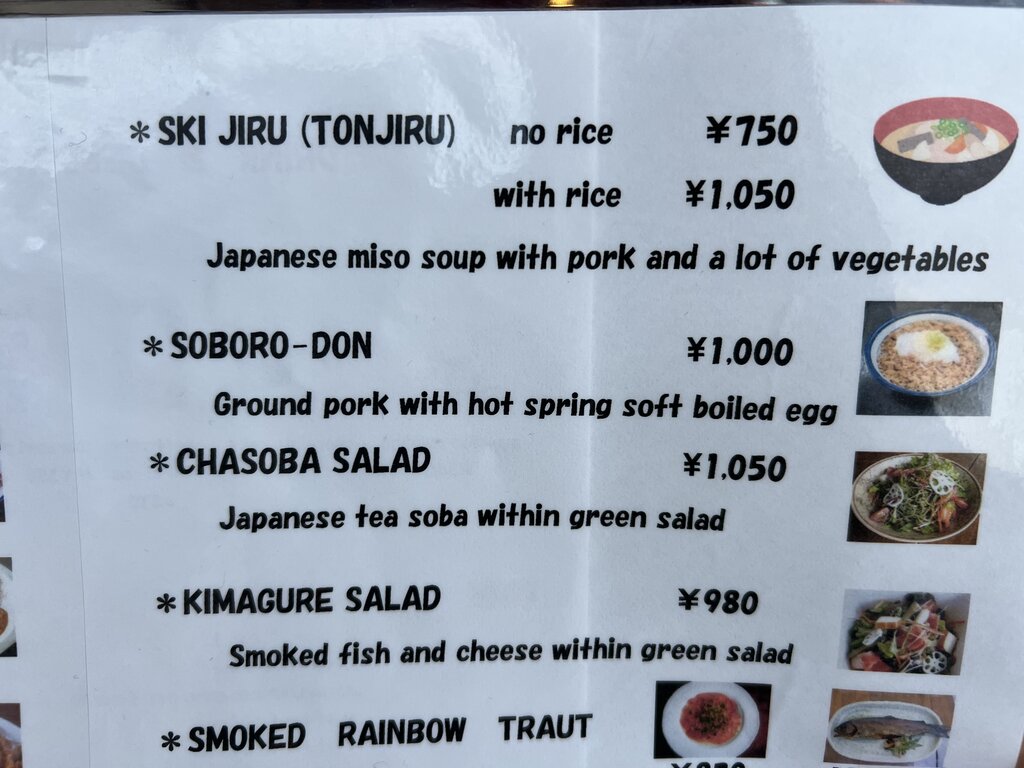 *SKI JIRU (TONJIRU) no rice ¥750
with rice ¥1,050
Japanese miso soup with pork and a lot of vegetables
*SOBORO-DON ¥1,000
Ground pork with hot spring soft boiled egg
*CHASOBA SALAD ¥1,050
Japanese tea soba within green salad
*KIMAGURE SALAD ¥980
Smoked fish and cheese within green salad
*SMOKED RAINBOW TRAUT